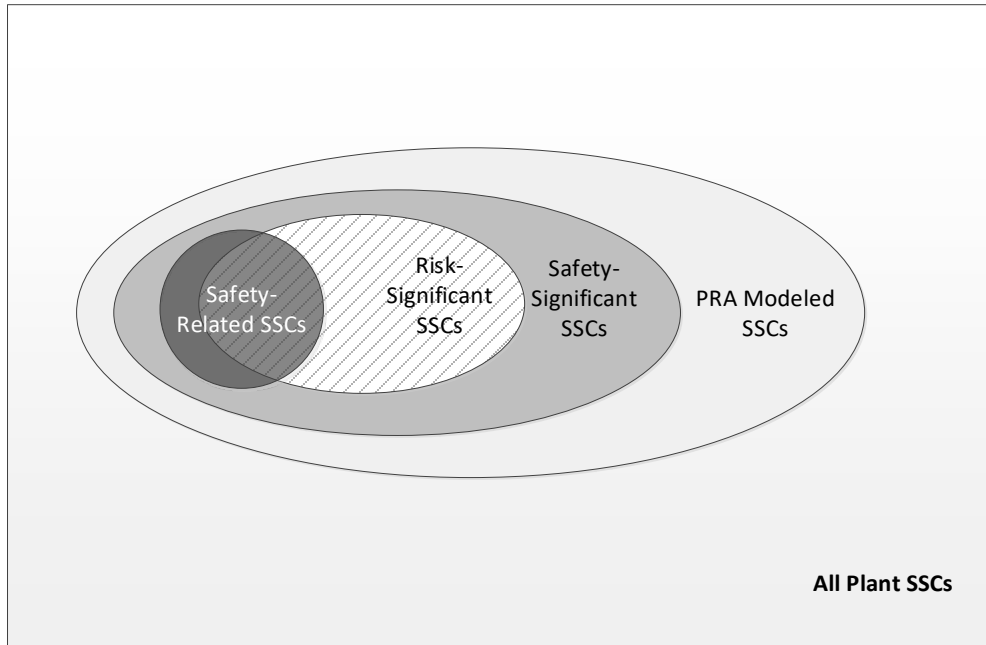 Safety-
Related SSCs
Risk-
Significant
SSCs
Safety-
Significant
SSCs
PRA Modeled
SSCs
All Plant SSCs